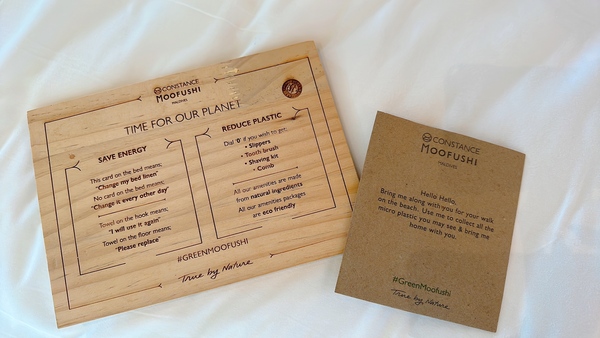 CONSTANCE
MOOFUSHI
MALDIVES
TIME FOR OUR PLANET
SAVE ENERGY
This card on the bed means:
"Change my bed linen"
No card on the bed means:
"Change it every other day"
Towel on the hook means:
"I will use it again"
Towel on the floor means:
"Please replace"
REDUCE PLASTIC
Dial '0' if you wish to get:
• Slippers
• Tooth brush
• Shaving kit
• Comb
All our amenities are made
from natural ingredients
All our amenities packages
are eco friendly
#GREENMOOFUSHI
True by Nature
CONSTANCE
MOOFUSHI
MALDIVES
Hello Hello,
Bring me along with you for your walk
on the beach. Use me to collect all the
micro plastic you may see & bring me
home with you.
#GreenMoofushi
True by Nature